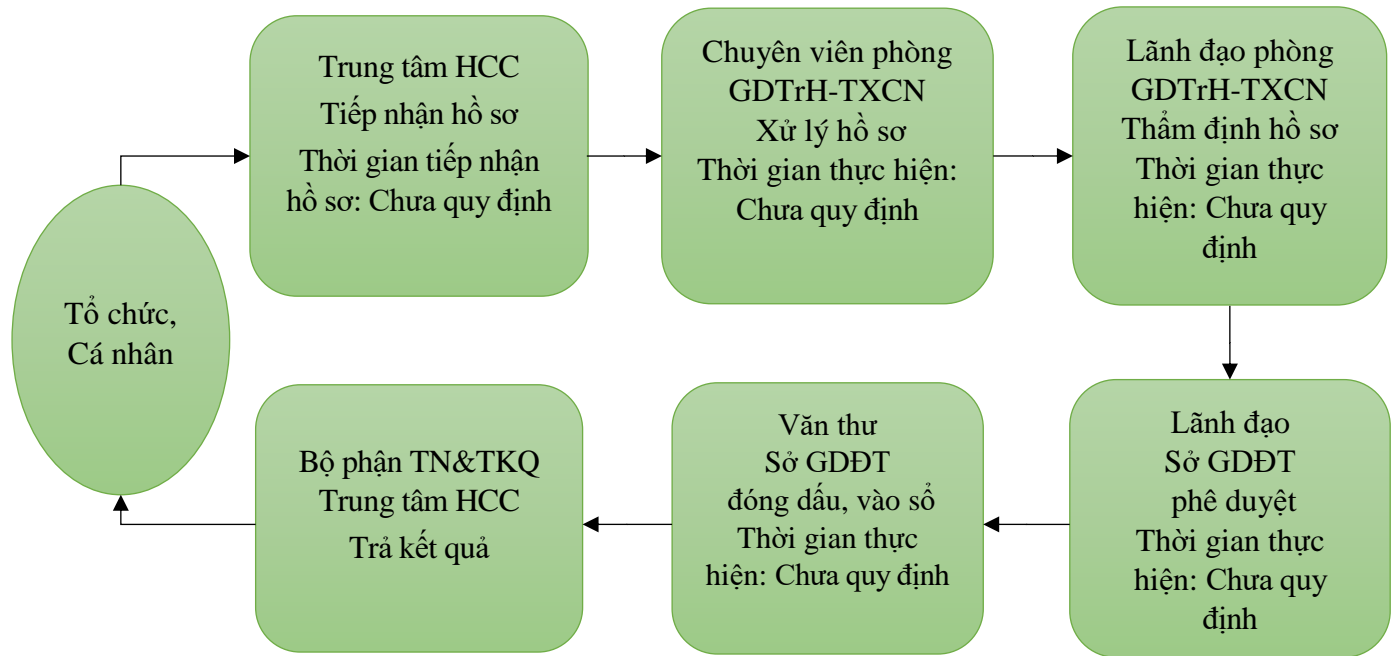 Trung tâm HCC
Tiếp nhận hồ sơ
Thời gian tiếp nhận
hồ sơ: Chưa quy định
Chuyên viên phòng
GDTrH-TXCN
Xử lý hồ sơ
Thời gian thực hiện:
Chưa quy định
Lãnh đạo phòng
GDTrH-TXCN
Thẩm định hồ sơ
Thời gian thực
hiện: Chưa quy
định
Tổ chức,
Cá nhân
Bộ phận TN&TKQ
Trung tâm HCC
Trả kết quả
Văn thư
Sở GDĐT
đóng dấu, vào sổ
Thời gian thực
hiện: Chưa quy định
Lãnh đạo
Sở GDĐT
phê duyệt
Thời gian thực
hiện: Chưa quy
định